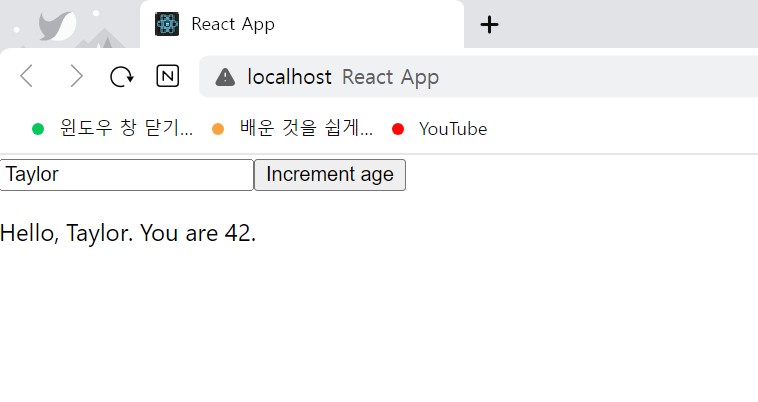 React App
N
localhost React App
윈도우 창 닫기... 배운 것을 쉽게... YouTube
Taylor Increment age
Hello, Taylor. You are 42.